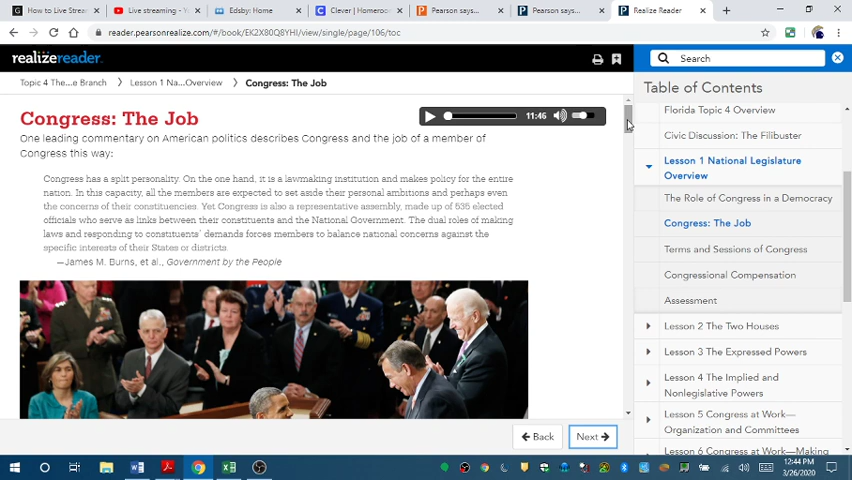 How to Live Strea
Live streaming - Y
Edsby: Home
Clever | Homeroom
Pearson says...
Pearson says...
Realize Reader
reader.pearsonrealize.com/#/book/EK2X80Q8YHI/view/single/page/106/toc
realizereader
Search
Topic 4 The...e Branch > Lesson 1 Na...Overview > Congress: The Job
Table of Contents
Congress: The Job
11:46
One leading commentary on American politics describes Congress and the job of a member of
Congress this way:
Congress has a split personality. On the one hand, it is a lawmaking institution and makes policy for the entire
nation. In this capacity, all the members are expected to set aside their personal ambitions and perhaps even
the concerns of their constituencies. Yet Congress is also a representative assembly, made up of 535 elected
officials who serve as links between their constituents and the National Government. The dual roles of making
laws and responding to constituents' demands forces members to balance national concerns against the
specific interests of their States or districts.
—James M. Burns, et al., Government by the People
Florida Topic 4 Overview
Civic Discussion: The Filibuster
Lesson 1 National Legislature
Overview
The Role of Congress in a Democracy
Congress: The Job
Terms and Sessions of Congress
Congressional Compensation
Assessment
Lesson 2 The Two Houses
Lesson 3 The Expressed Powers
Lesson 4 The Implied and
Nonlegislative Powers
Lesson 5 Congress at Work—
Organization and Committees
Lesson 6 Congress at Work—Making
Back
Next
12:44 PM
3/26/2020